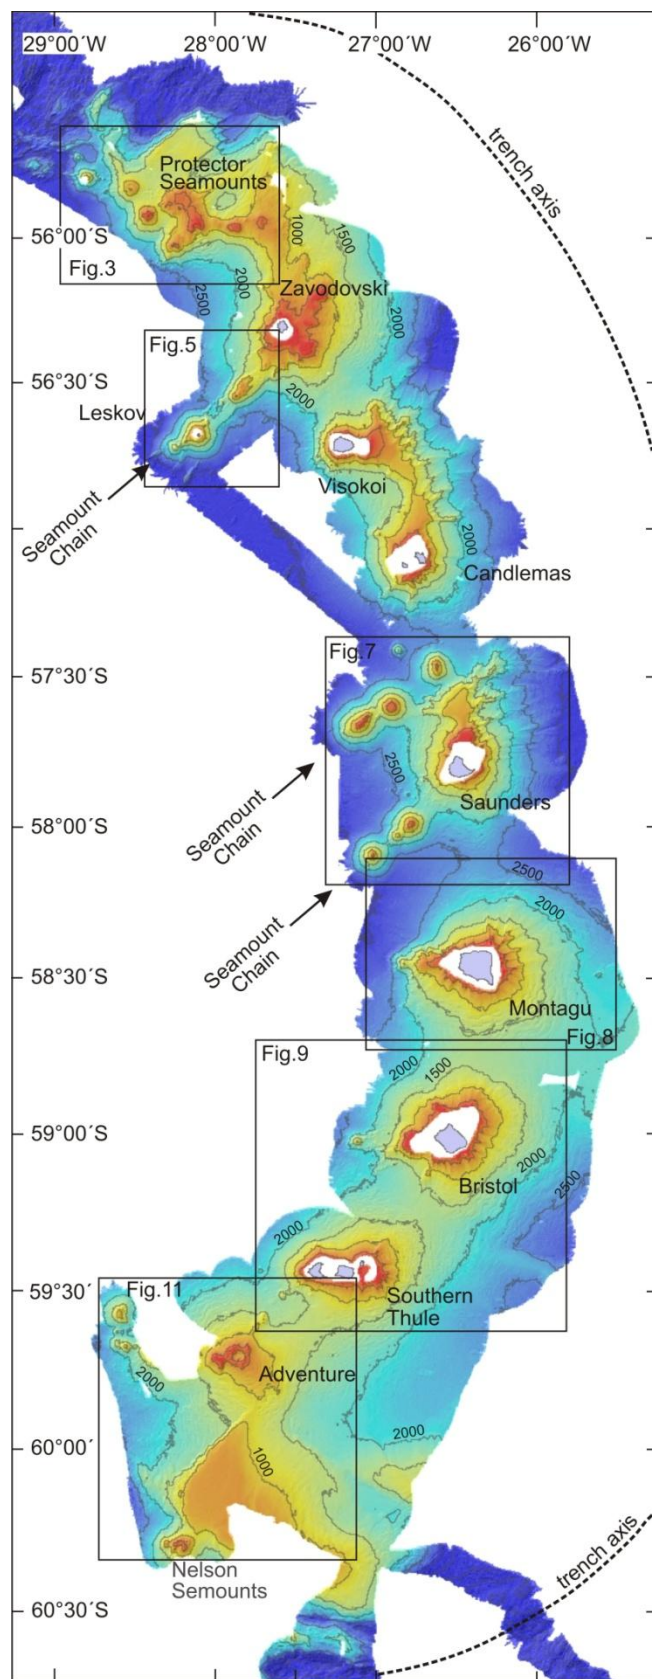 29°00'W 28°00'W 27°00'W 26°00'W
trench axis
Protector
Seamounts
1000
1500
56°00´S
Fig.3
2000
2500
Zavodovski
2000
Fig.5
56°30´S
2000
Leskov
Visokoi
Seamount
Chain
2000
Candlemas
Fig.7
57°30´S
2500
Seamount
Chain
Saunders
58°00´S
2500
2000
Seamount
Chain
58°30´S
Montagu
Fig.8
Fig.9
2000
1500
59°00´S
2000
Bristol
2500
2000
59°30´
Fig.11
Southern
Thule
Adventure
2000
2000
60°00´
1000
trench axis
Nelson
Semounts
60°30´S